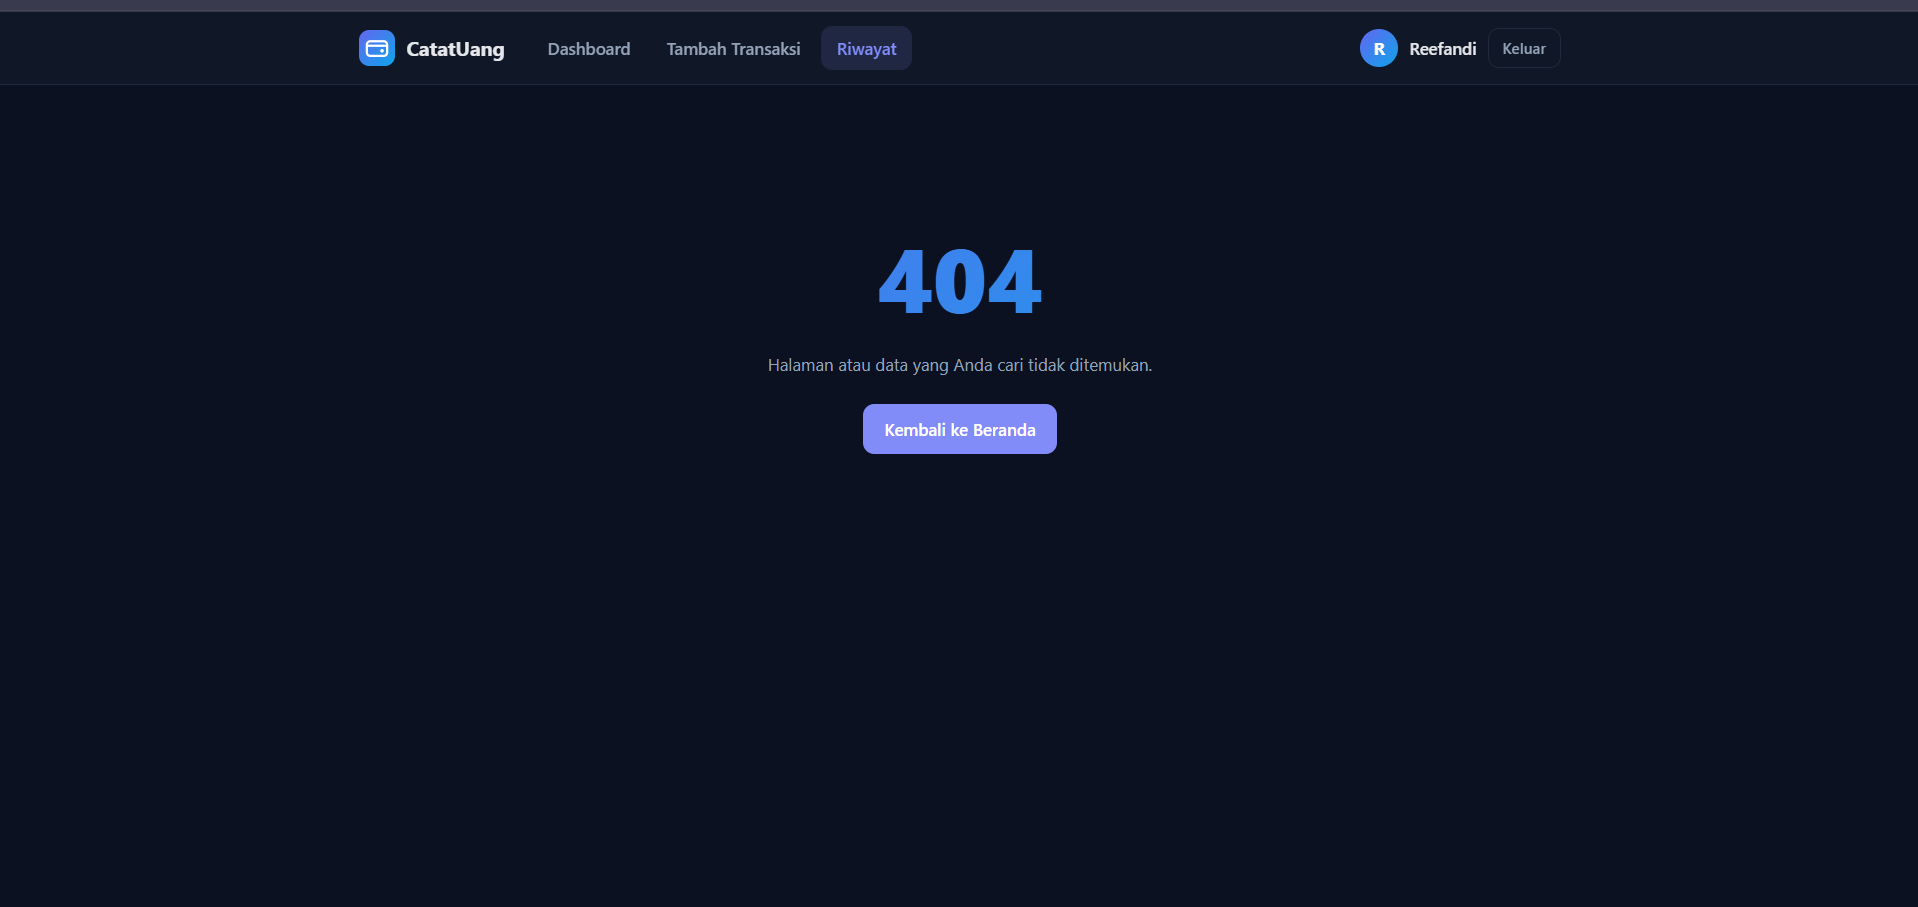 CatatUang Dashboard Tambah Transaksi Riwayat R Reefandi Keluar
404
Halaman atau data yang Anda cari tidak ditemukan.
Kembali ke Beranda